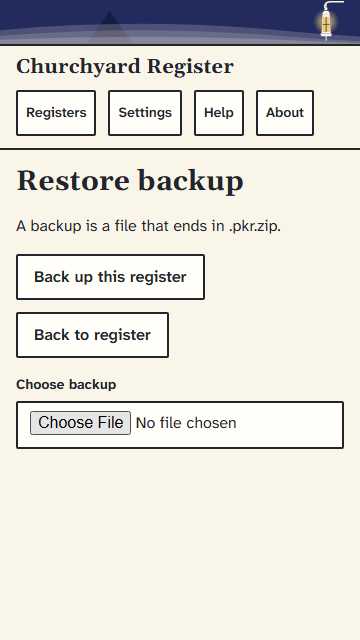 Churchyard Register
Registers Settings Help About
Restore backup
A backup is a file that ends in .pkr.zip.
Back up this register
Back to register
Choose backup
Choose File No file chosen